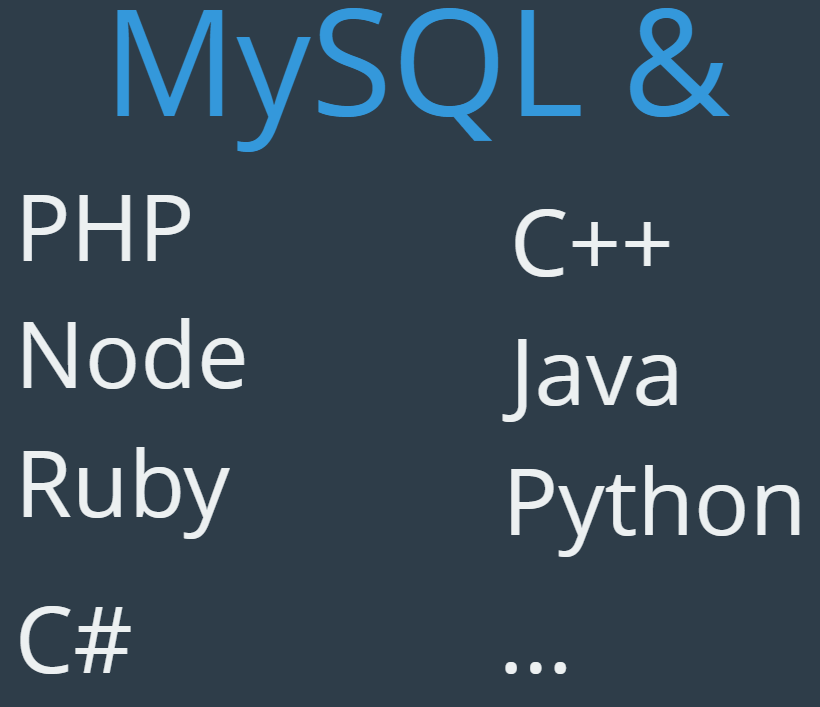 MySQL &
PHP
Node
Ruby
C#
C++
Java
Python
...